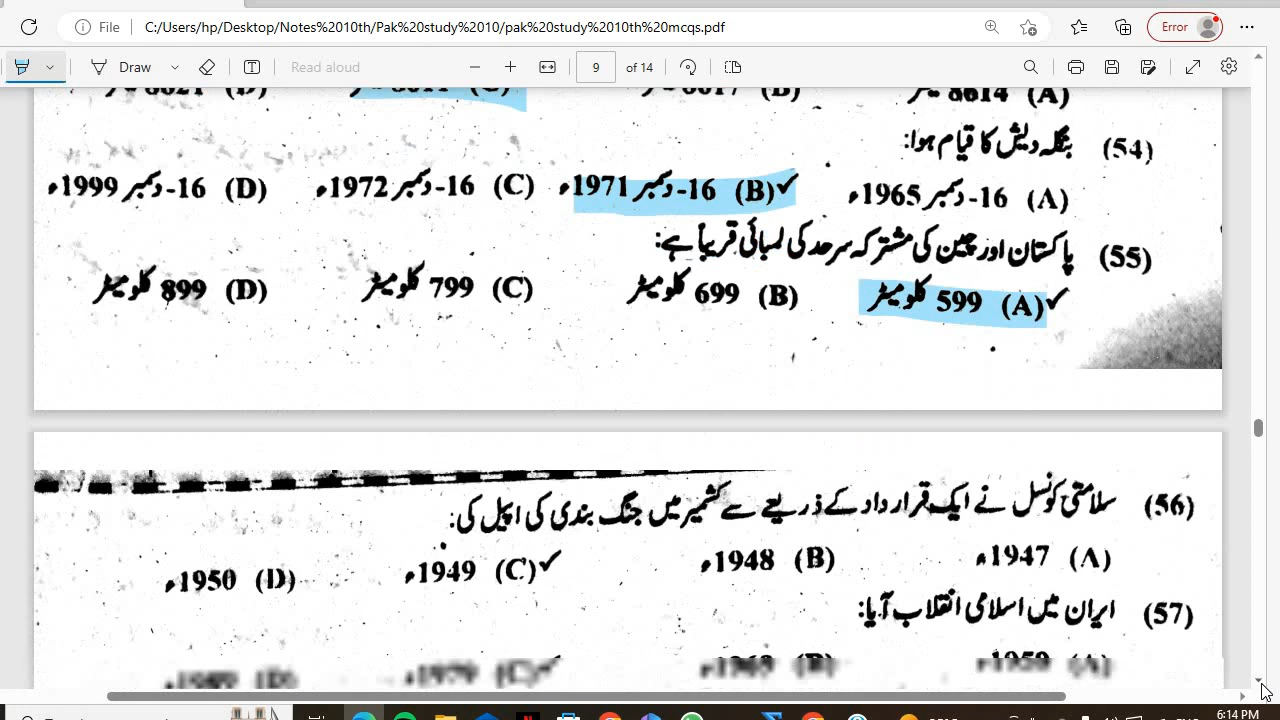 File C:/Users/hp/Desktop/Notes%2010th/Pak%20study%2010/pak%20study%2010th%20mcqs.pdf Error
Draw Read aloud 9 of 14
(A) 8614 میٹر (B) (C) (D)
(54) بنگلہ دیش کا قیام ہوا:
(A) 16-دسمبر 1965ء (B) 16-دسمبر 1971ء (C) 16-دسمبر 1972ء (D) 16-دسمبر 1999ء
(55) پاکستان اور چین کی مشترکہ سرحد کی لمبائی قریباً ہے:
(A) 599 کلومیٹر (B) 699 کلومیٹر (C) 799 کلومیٹر (D) 899 کلومیٹر
(56) سلامتی کونسل نے ایک قرارداد کے ذریعے سے کشمیر میں جنگ بندی کی اپیل کی:
(A) 1947ء (B) 1948ء (C) 1949ء (D) 1950ء
(57) ایران میں اسلامی انقلاب آیا:
(A) 1959ء (B) (C) 1979ء (D) 1989ء
6:14 PM